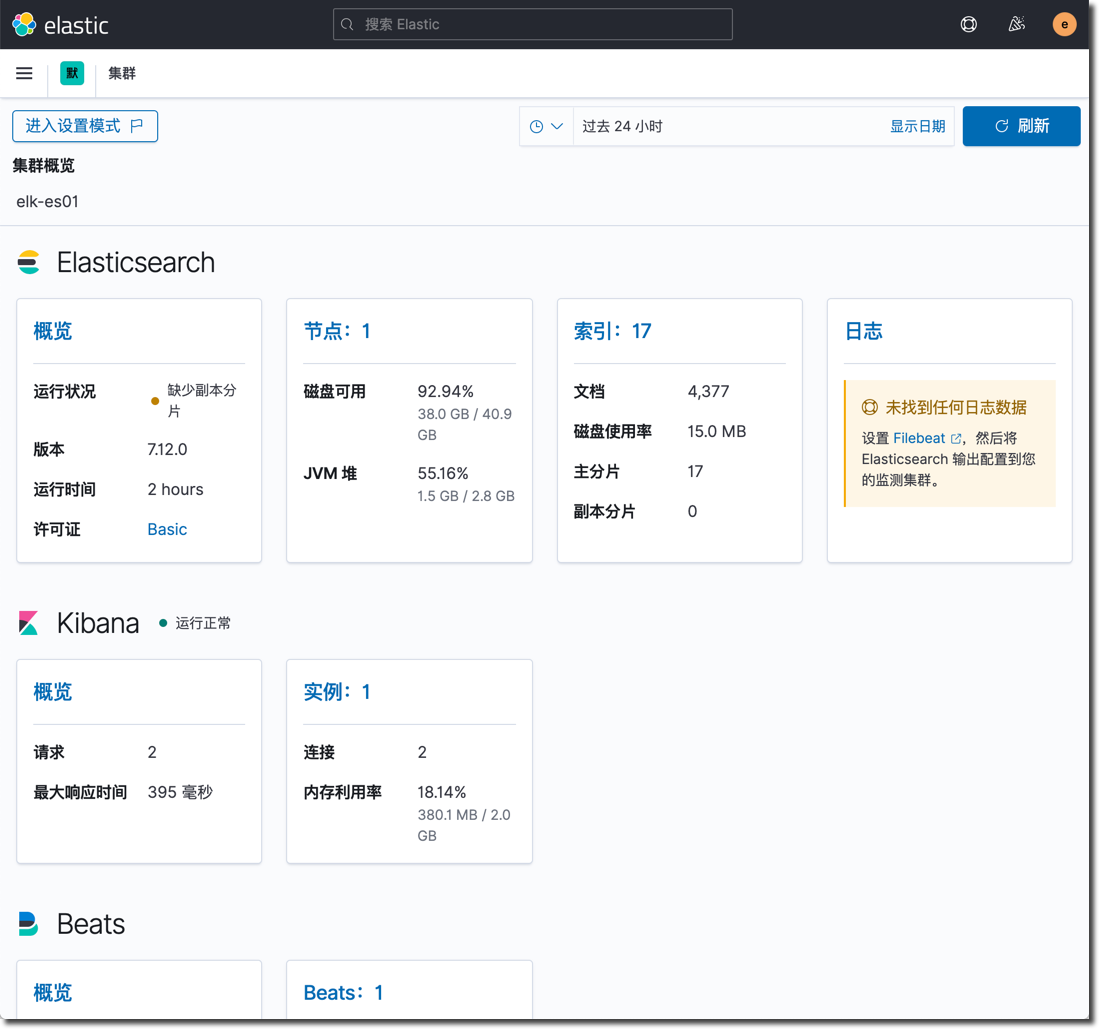 elastic
搜索 Elastic
e
默
集群
进入设置模式
过去 24 小时
显示日期
刷新
集群概览
elk-es01
Elasticsearch
概览
运行状况
缺少副本分
片
版本
7.12.0
运行时间
2 hours
许可证
Basic
节点：1
磁盘可用
92.94%
38.0 GB / 40.9
GB
JVM 堆
55.16%
1.5 GB / 2.8 GB
索引：17
文档
4,377
磁盘使用率
15.0 MB
主分片
17
副本分片
0
日志
未找到任何日志数据
设置 Filebeat ，然后将
Elasticsearch 输出配置到您
的监测集群。
Kibana
运行正常
概览
请求
2
最大响应时间
395 毫秒
实例：1
连接
2
内存利用率
18.14%
380.1 MB / 2.0
GB
Beats
概览
Beats：1